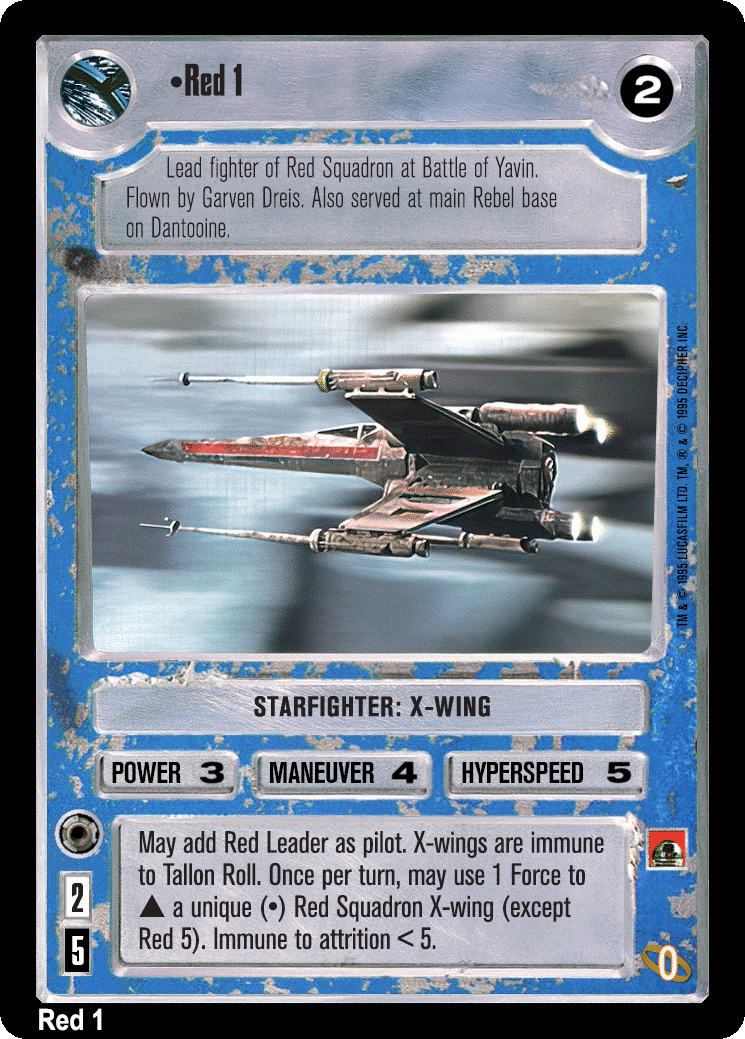 •Red 1
2
Lead fighter of Red Squadron at Battle of Yavin.
Flown by Garven Dreis. Also served at main Rebel base
on Dantooine.
TM & © 1995 LUCASFILM LTD. TM, ® & © 1995 DECIPHER INC.
STARFIGHTER: X-WING
POWER 3
MANEUVER 4
HYPERSPEED 5
May add Red Leader as pilot. X-wings are immune
to Tallon Roll. Once per turn, may use 1 Force to
▲ a unique (•) Red Squadron X-wing (except
Red 5). Immune to attrition < 5.
2
5
0
Red 1